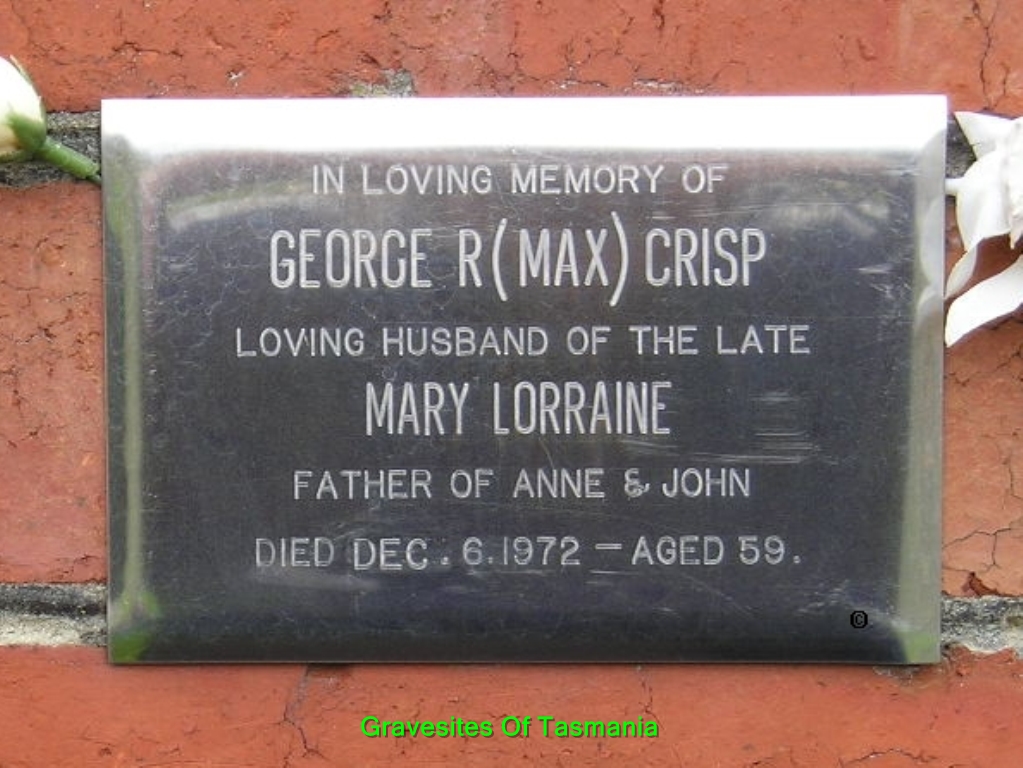 IN LOVING MEMORY OF
GEORGE R (MAX) CRISP
LOVING HUSBAND OF THE LATE
MARY LORRAINE
FATHER OF ANNE & JOHN
DIED DEC. 6. 1972 — AGED 59.
©
Gravesites Of Tasmania